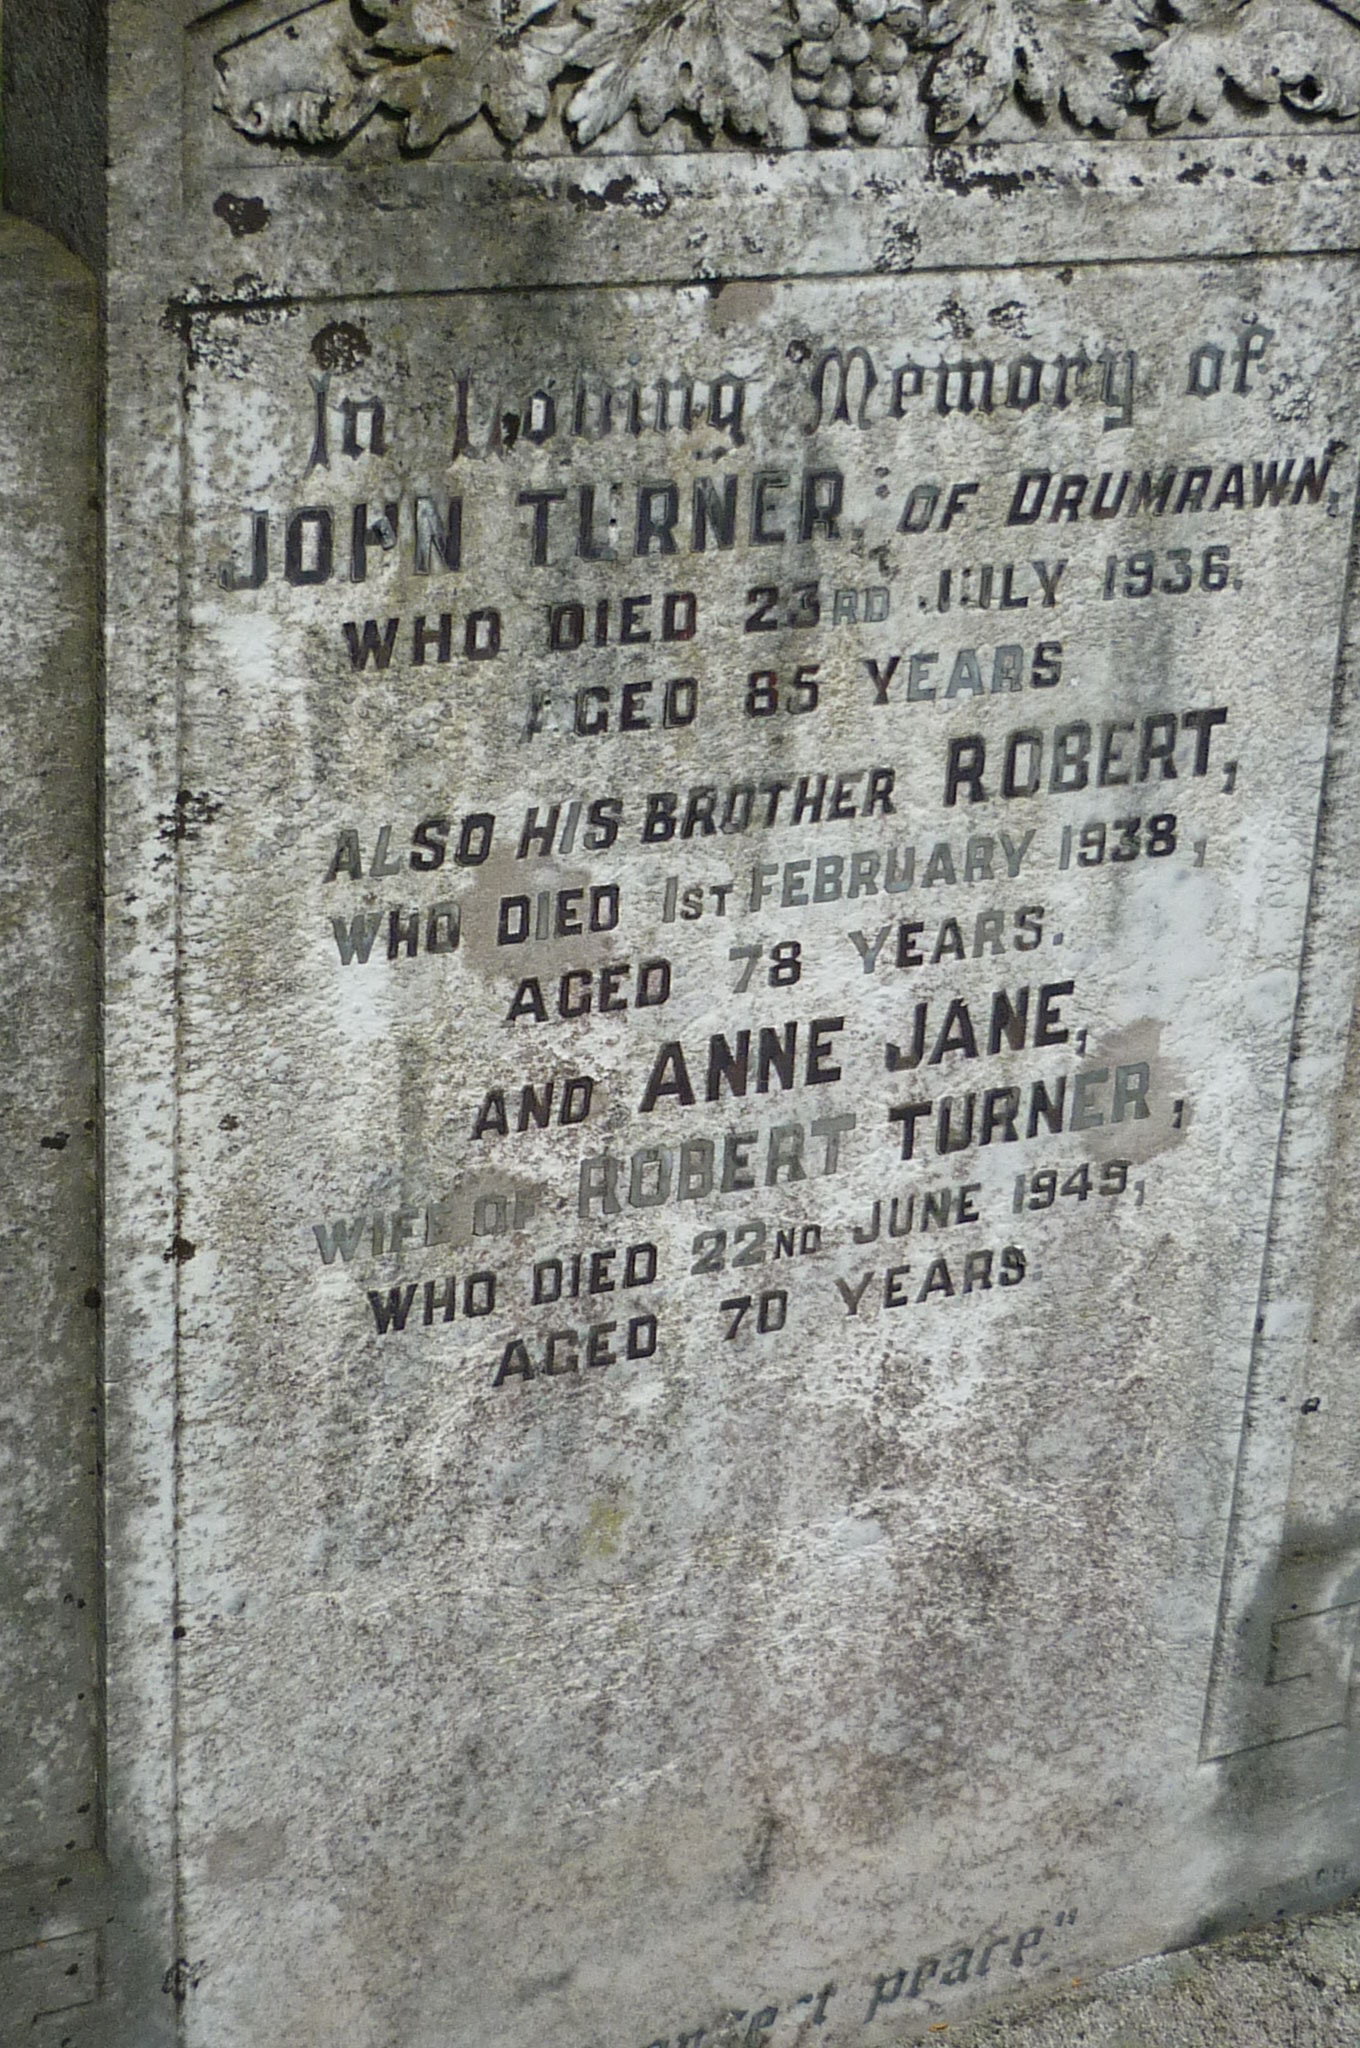 In Loving Memory of
JOHN TURNER, OF DRUMRAWN,
WHO DIED 23RD JULY 1936.
AGED 85 YEARS
ALSO HIS BROTHER ROBERT,
WHO DIED 1ST FEBRUARY 1938,
AGED 78 YEARS.
AND ANNE JANE,
WIFE OF ROBERT TURNER,
WHO DIED 22ND JUNE 1949,
AGED 70 YEARS.
peace"